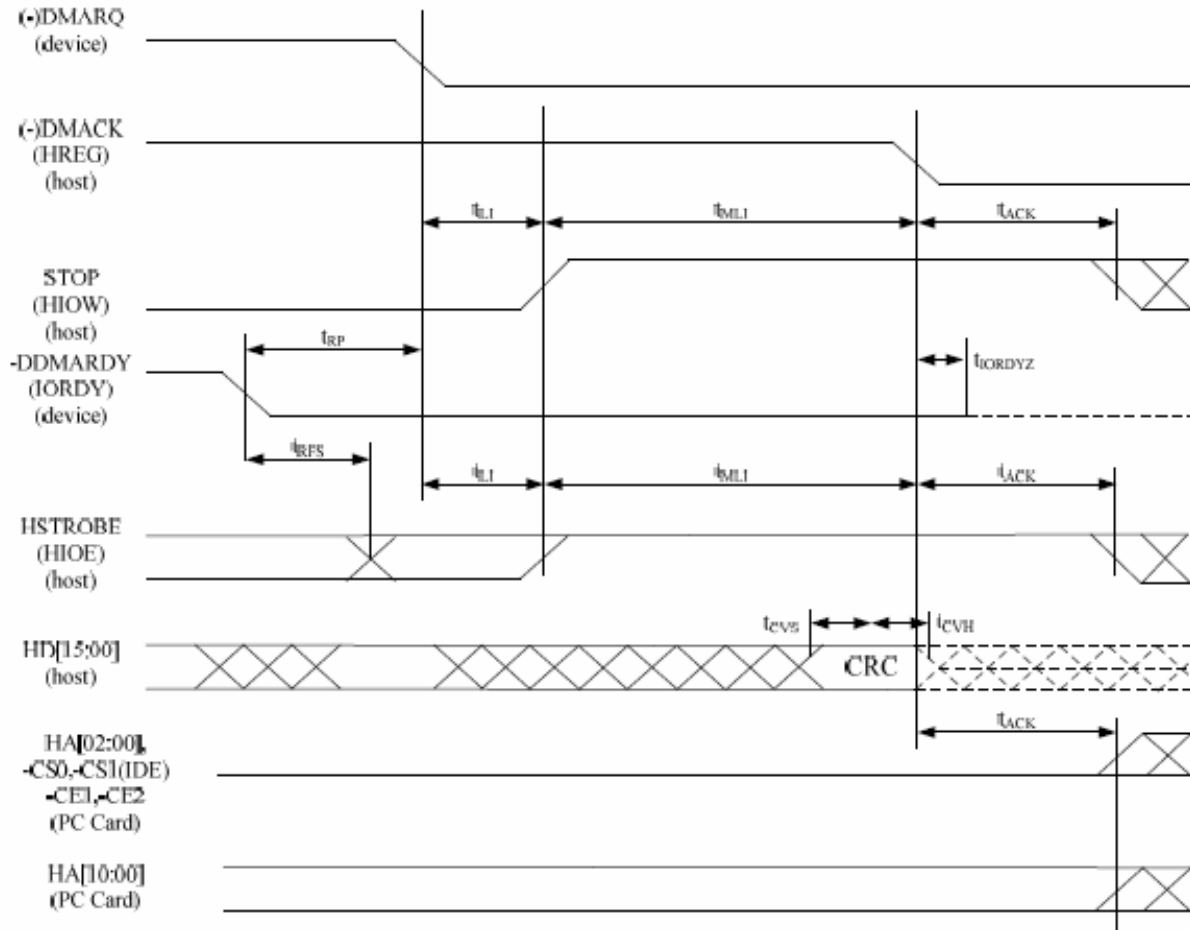 (-)DMARQ
(device)
(-)DMACK
(HREG)
(host)
tLI tMLI tACK
STOP
(HIOW)
(host)
tRP
-DDMARDY
(IORDY)
(device)
tIORDYZ
tRFS
tLI tMLI tACK
HSTROBE
(HIOE)
(host)
tCVS tCVH
HD[15:00]
(host)
CRC
tACK
HA[02:00],
-CS0,-CS1(IDE)
-CE1,-CE2
(PC Card)
HA[10:00]
(PC Card)